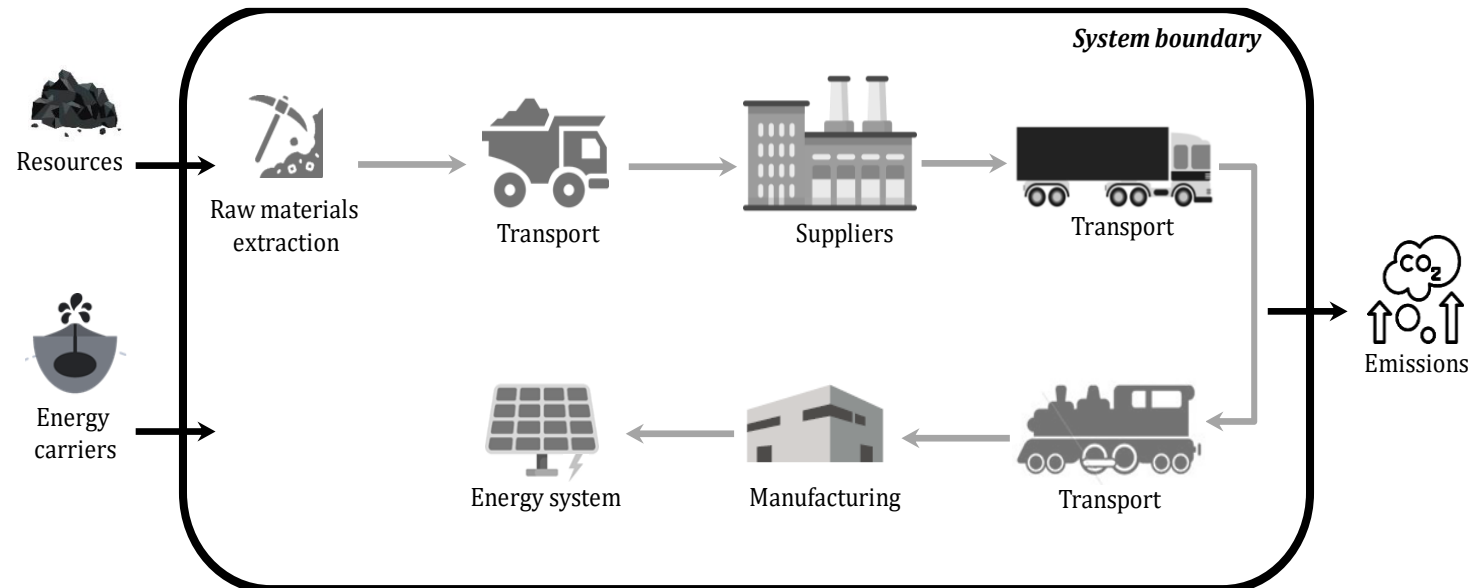 System boundary
Resources
Raw materials
extraction
Transport
Suppliers
Transport
CO2
Emissions
Energy
carriers
Energy system
Manufacturing
Transport